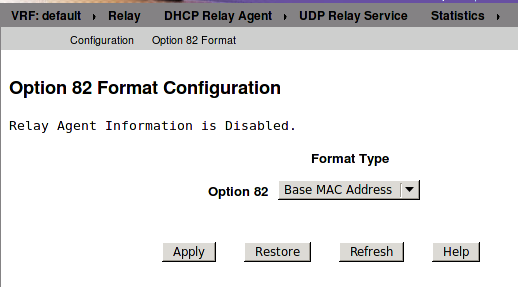 VRF: default Relay DHCP Relay Agent UDP Relay Service Statistics
Configuration Option 82 Format
Option 82 Format Configuration
Relay Agent Information is Disabled.
Format Type
Option 82 Base MAC Address
Apply Restore Refresh Help